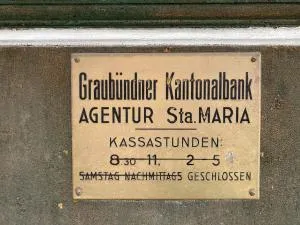 Graubündner Kantonalbank
AGENTUR Sta. MARIA
KASSASTUNDEN:
8.30 11. 2-5
SAMSTAG NACHMITTAGS GESCHLOSSEN